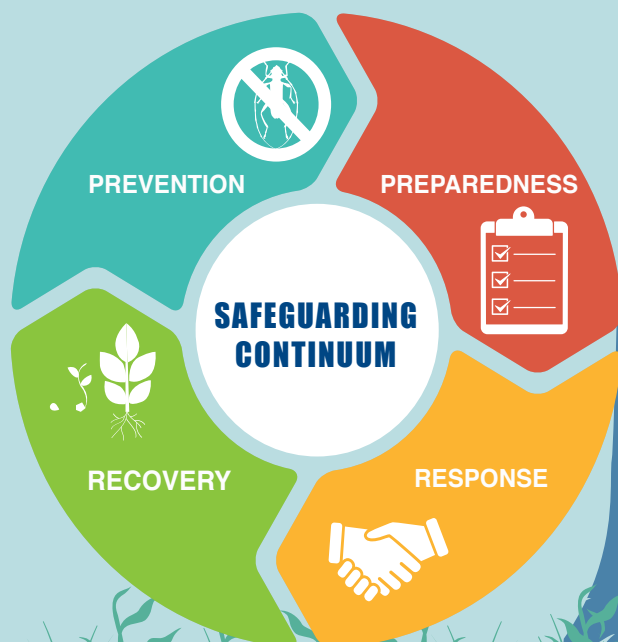 PREVENTION
PREPAREDNESS
SAFEGUARDING
CONTINUUM
RECOVERY
RESPONSE